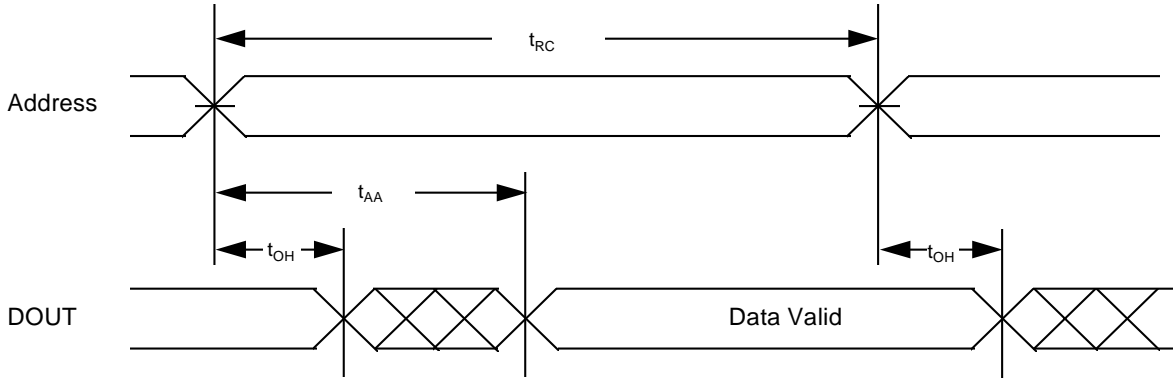 tRC
Address
tAA
tOH
tOH
DOUT
Data Valid